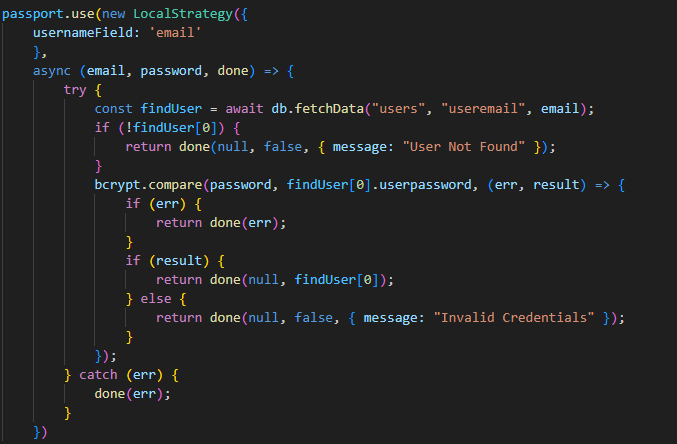 passport.use(new LocalStrategy({
    usernameField: 'email'
    },
    async (email, password, done) => {
        try {
            const findUser = await db.fetchData("users", "useremail", email);
            if (!findUser[0]) {
                return done(null, false, { message: "User Not Found" });
            }
            bcrypt.compare(password, findUser[0].userpassword, (err, result) => {
                if (err) {
                    return done(err);
                }
                if (result) {
                    return done(null, findUser[0]);
                } else {
                    return done(null, false, { message: "Invalid Credentials" });
                }
            });
        } catch (err) {
            done(err);
        }
    })